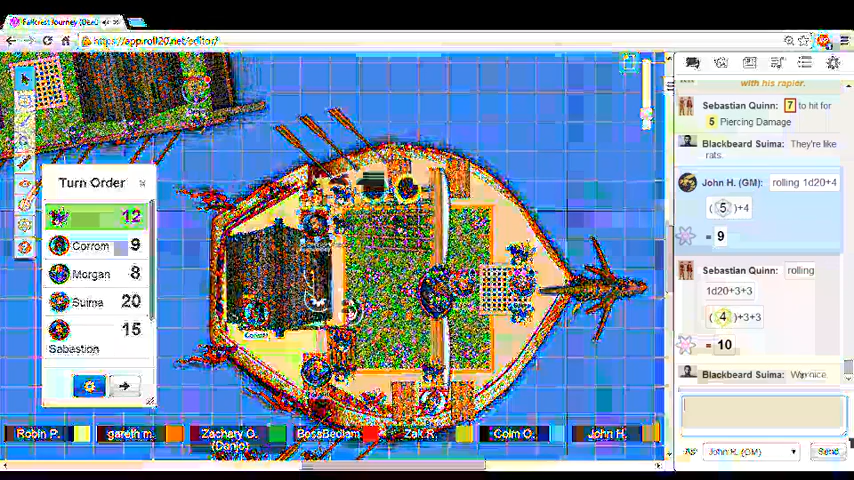 Fallcrest Journey (Dead
https://app.roll20.net/editor/
with his rapier.
Sebastian Quinn: 7 to hit for
5 Piercing Damage
Blackbeard Suima: They're like
rats.
Turn Order
12
Corrom 9
Morgan 8
Suima 20
15
Sabastion
John H. (GM): rolling 1d20+4
(5)+4
= 9
Sebastian Quinn: rolling
1d20+3+3
(4)+3+3
= 10
Blackbeard Suima:
Robin P.
gareth m.
Zachary O.
(Danjo)
BossBedlam
Zak R.
Colm O.
John H.
As: John H. (GM)
Send